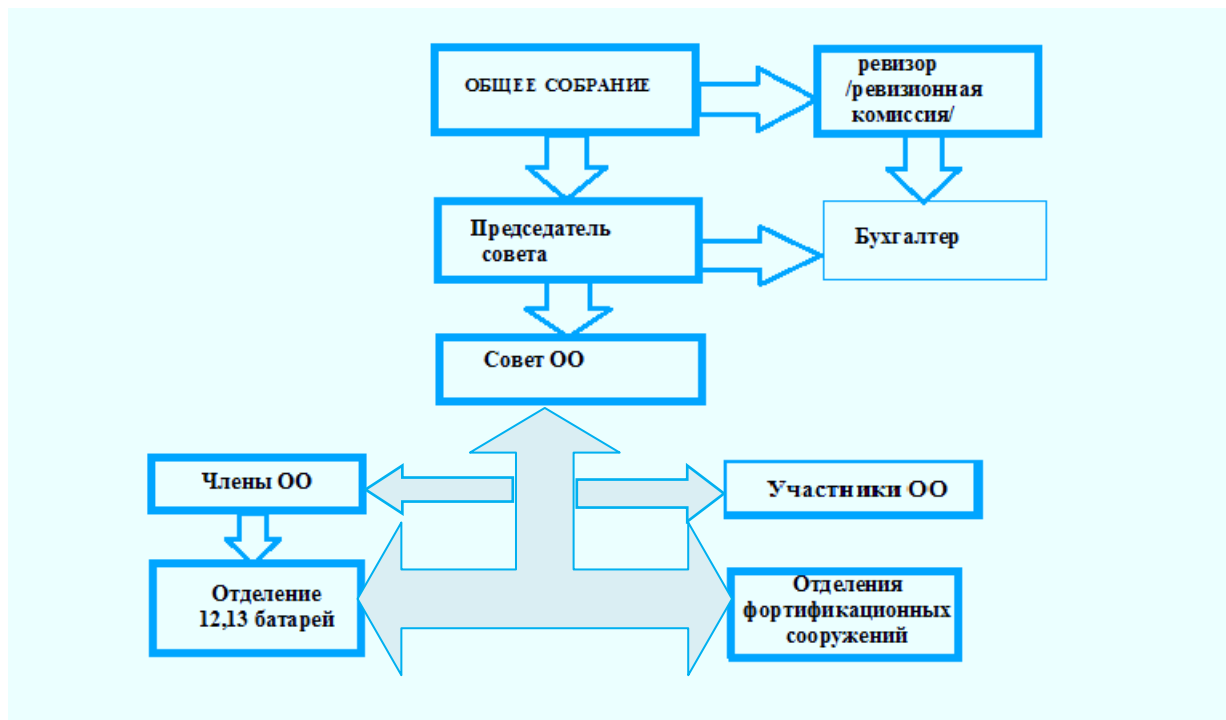 ОБЩЕЕ СОБРАНИЕ
ревизор
/ревизионная
комиссия/
Председатель
совета
Бухгалтер
Совет ОО
Члены ОО
Участники ОО
Отделение
12,13 батарей
Отделения
фортификационных
сооружений